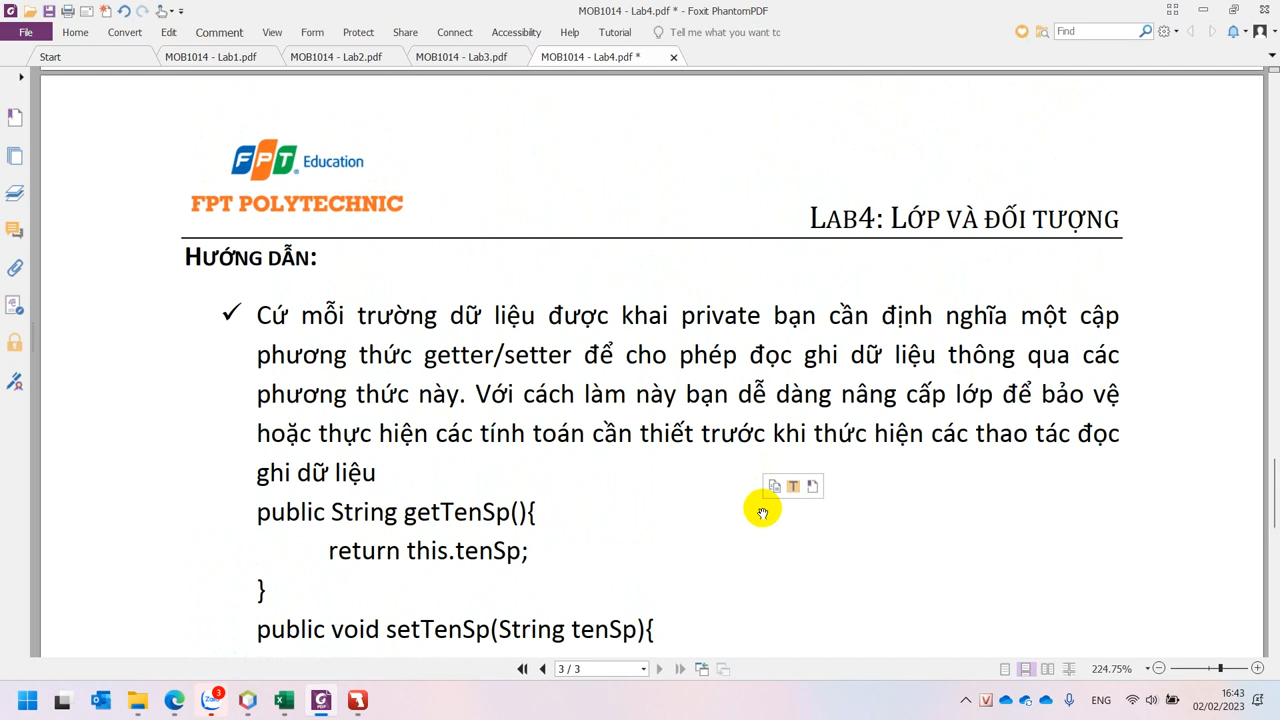 MOB1014 - Lab4.pdf * - Foxit PhantomPDF
File Home Convert Edit Comment View Form Protect Share Connect Accessibility Help Tutorial Tell me what you want to Find
Start MOB1014 - Lab1.pdf MOB1014 - Lab2.pdf MOB1014 - Lab3.pdf MOB1014 - Lab4.pdf *
FPT Education
FPT POLYTECHNIC
LAB4: LỚP VÀ ĐỐI TƯỢNG
HƯỚNG DẪN:
✓ Cứ mỗi trường dữ liệu được khai private bạn cần định nghĩa một cập
phương thức getter/setter để cho phép đọc ghi dữ liệu thông qua các
phương thức này. Với cách làm này bạn dễ dàng nâng cấp lớp để bảo vệ
hoặc thực hiện các tính toán cần thiết trước khi thức hiện các thao tác đọc
ghi dữ liệu
public String getTenSp(){
return this.tenSp;
}
public void setTenSp(String tenSp){
3 / 3
224.75%
Zalo 3
PDF
ENG
16:43
02/02/2023